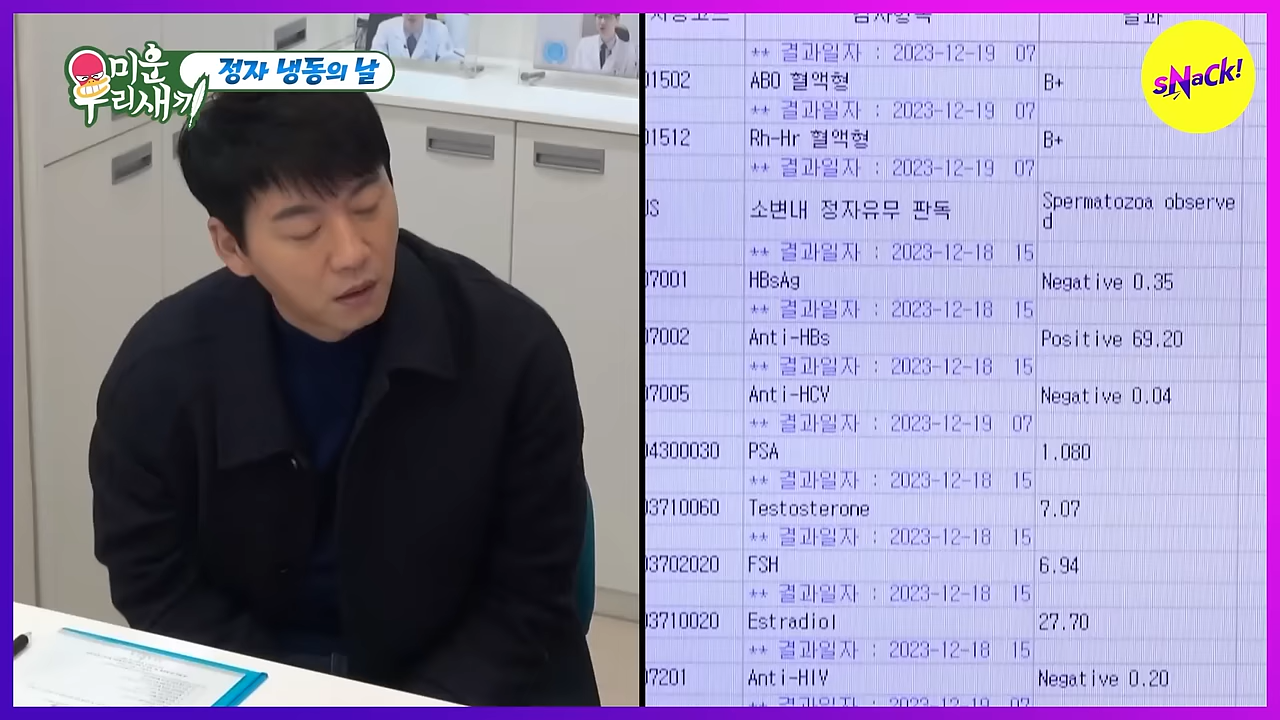 미운
우리새끼
정자 냉동의 날
sNaCK!
검사항목 결과
** 결과일자 : 2023-12-19 07
01502 ABO 혈액형 B+
** 결과일자 : 2023-12-19 07
01512 Rh-Hr 혈액형 B+
** 결과일자 : 2023-12-19 07
US 소변내 정자유무 판독 Spermatozoa observe
d
** 결과일자 : 2023-12-18 15
07001 HBsAg Negative 0.35
** 결과일자 : 2023-12-18 15
07002 Anti-HBs Positive 69.20
** 결과일자 : 2023-12-18 15
07005 Anti-HCV Negative 0.04
** 결과일자 : 2023-12-19 07
04300030 PSA 1.080
** 결과일자 : 2023-12-18 15
03710060 Testosterone 7.07
** 결과일자 : 2023-12-18 15
03702020 FSH 6.94
** 결과일자 : 2023-12-18 15
03710020 Estradiol 27.70
** 결과일자 : 2023-12-18 15
07201 Anti-HIV Negative 0.20